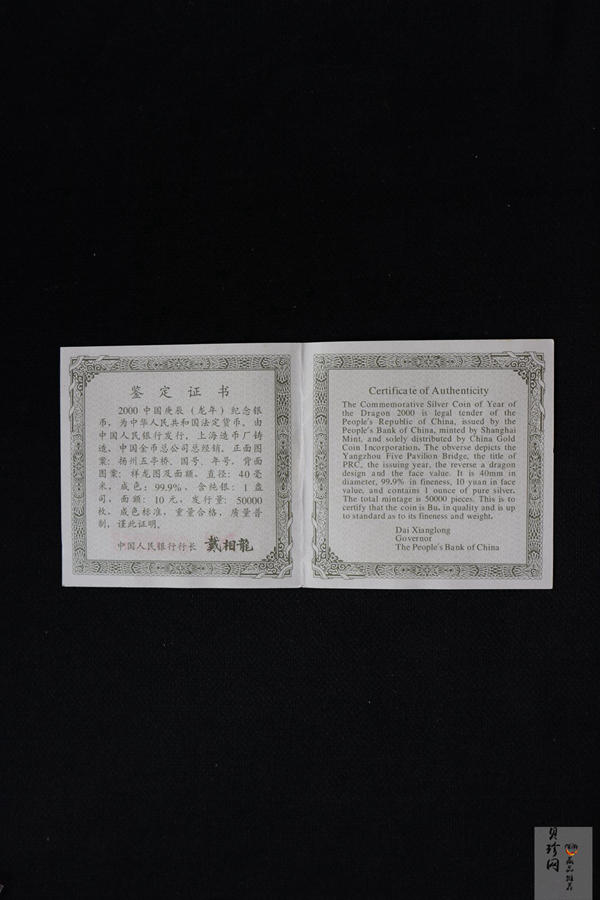 鉴定证书
2000中国庚辰（龙年）纪念银
币，为中华人民共和国法定货币，由
中国人民银行发行，上海造币厂铸
造，中国金币总公司总经销。正面图
案：扬州五亭桥、国号、年号，背面
图案：祥龙图及面额。直径：40毫
米，成色：99.9%，含纯银：1盎
司，面额：10元，发行量：50000
枚。成色标准，重量合格，质量普
制，谨此证明。
中国人民银行行长 戴相龍
Certificate of Authenticity
The Commemorative Silver Coin of Year of
the Dragon 2000 is legal tender of the
People's Republic of China, issued by the
People's Bank of China, minted by Shanghai
Mint, and solely distributed by China Gold
Coin Incorporation. The obverse depicts the
Yangzhou Five Pavilion Bridge, the title of
PRC, the issuing year, the reverse a dragon
design and the face value. It is 40mm in
diameter, 99.9% in fineness, 10 yuan in face
value, and contains 1 ounce of pure silver.
The total mintage is 50000 pieces. This is to
certify that the coin is Bu. in quality and is up
to standard as to its fineness and weight.
Dai Xianglong
Governor
The People's Bank of China
贝珍网
藏品推荐